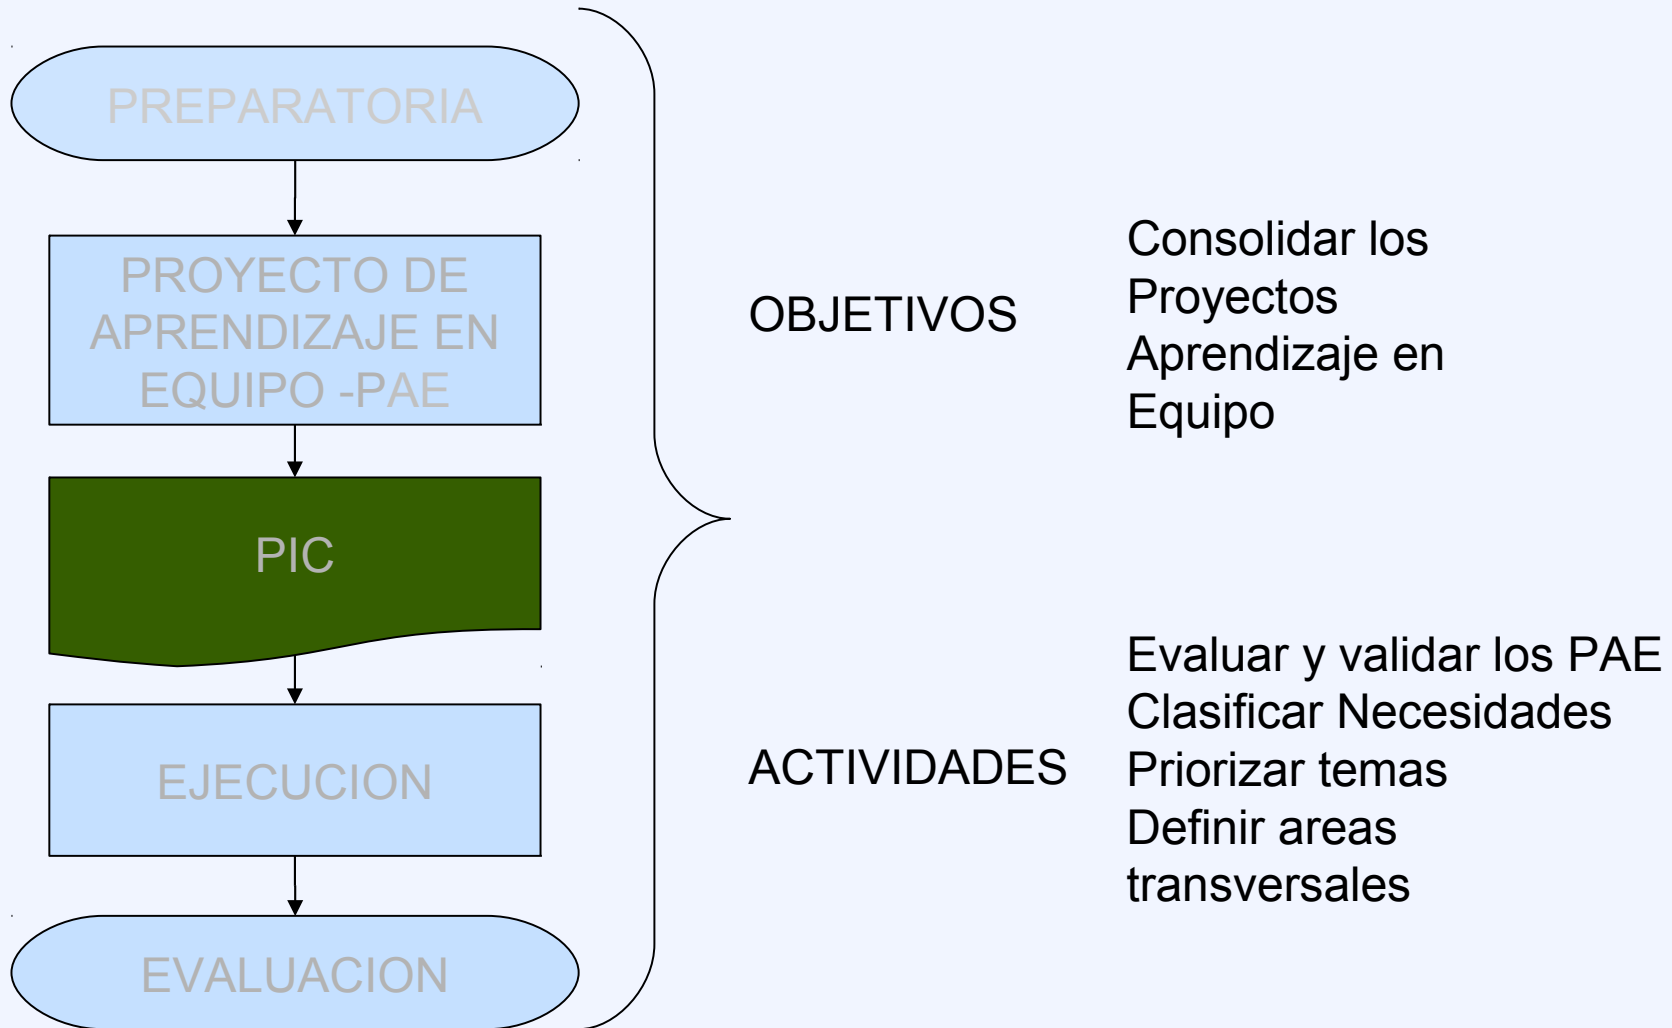 PREPARATORIA
PROYECTO DE
APRENDIZAJE EN
EQUIPO -PAE
PIC
EJECUCION
EVALUACION
OBJETIVOS
Consolidar los
Proyectos
Aprendizaje en
Equipo
ACTIVIDADES
Evaluar y validar los PAE
Clasificar Necesidades
Priorizar temas
Definir areas
transversales